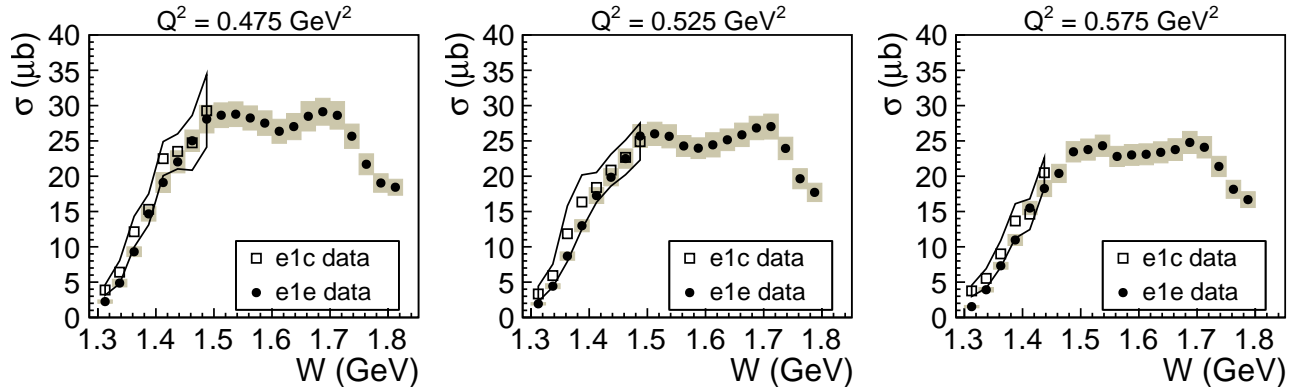 Q² = 0.475 GeV²
σ (μb)
40
35
30
25
20
15
10
5
0
e1c data
e1e data
1.3 1.4 1.5 1.6 1.7 1.8
W (GeV)
Q² = 0.525 GeV²
σ (μb)
40
35
30
25
20
15
10
5
0
e1c data
e1e data
1.3 1.4 1.5 1.6 1.7 1.8
W (GeV)
Q² = 0.575 GeV²
σ (μb)
40
35
30
25
20
15
10
5
0
e1c data
e1e data
1.3 1.4 1.5 1.6 1.7 1.8
W (GeV)